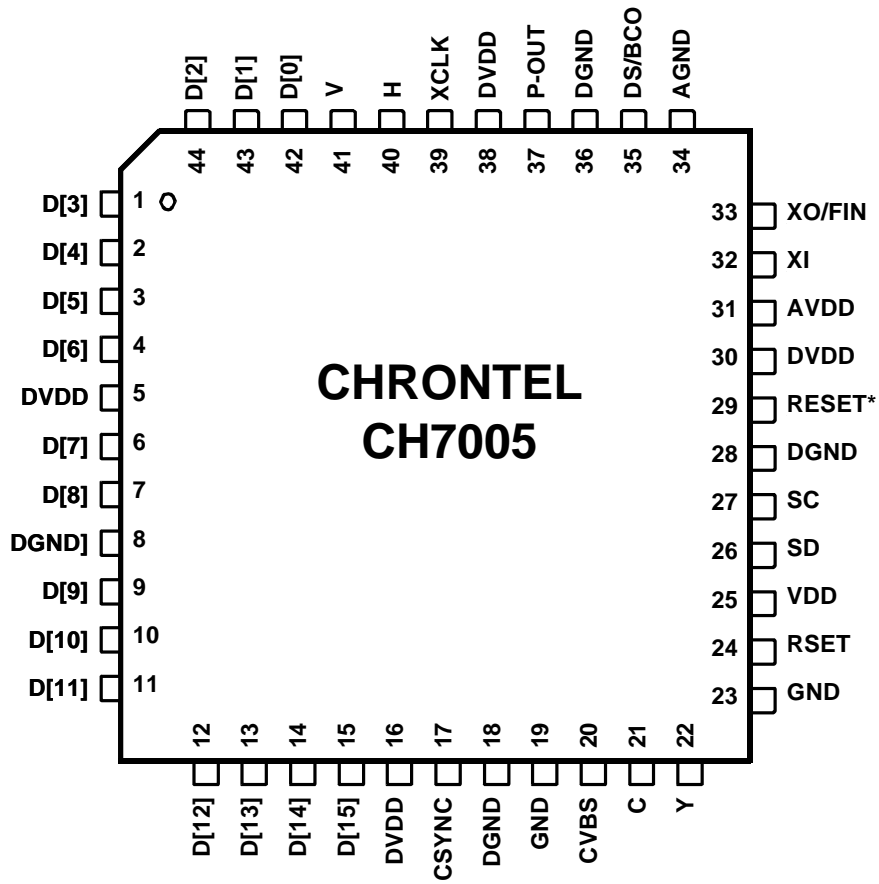 D[2] D[1] D[0] V H XCLK DVDD P-OUT DGND DS/BCO AGND
44 43 42 41 40 39 38 37 36 35 34
D[3] 1
D[4] 2
D[5] 3
D[6] 4
DVDD 5
D[7] 6
D[8] 7
DGND] 8
D[9] 9
D[10] 10
D[11] 11
CHRONTEL
CH7005
33 XO/FIN
32 XI
31 AVDD
30 DVDD
29 RESET*
28 DGND
27 SC
26 SD
25 VDD
24 RSET
23 GND
12 13 14 15 16 17 18 19 20 21 22
D[12] D[13] D[14] D[15] DVDD CSYNC DGND GND CVBS C Y